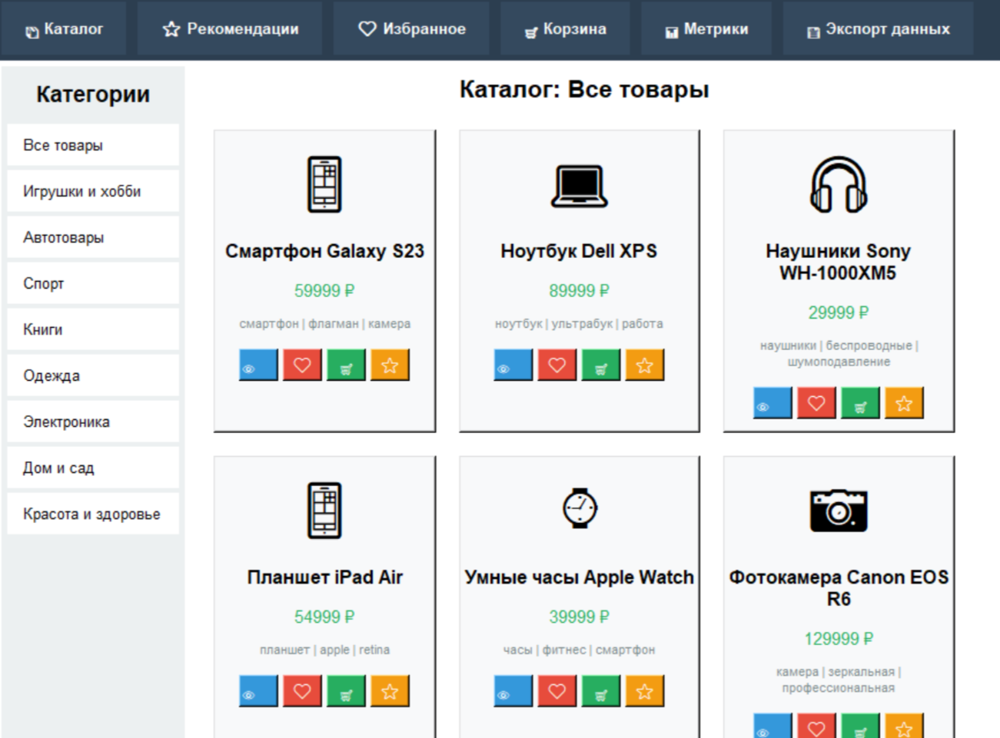 Каталог
Рекомендации
Избранное
Корзина
Метрики
Экспорт данных
Категории
Все товары
Игрушки и хобби
Автотовары
Спорт
Книги
Одежда
Электроника
Дом и сад
Красота и здоровье
Каталог: Все товары
Смартфон Galaxy S23
59999 ₽
смартфон | флагман | камера
Ноутбук Dell XPS
89999 ₽
ноутбук | ультрабук | работа
Наушники Sony
WH-1000XM5
29999 ₽
наушники | беспроводные |
шумоподавление
Планшет iPad Air
54999 ₽
планшет | apple | retina
Умные часы Apple Watch
39999 ₽
часы | фитнес | смартфон
Фотокамера Canon EOS
R6
129999 ₽
камера | зеркальная |
профессиональная